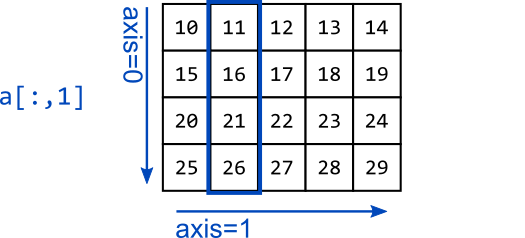 axis=0
10 11 12 13 14
15 16 17 18 19
a[:,1]
20 21 22 23 24
25 26 27 28 29
axis=1